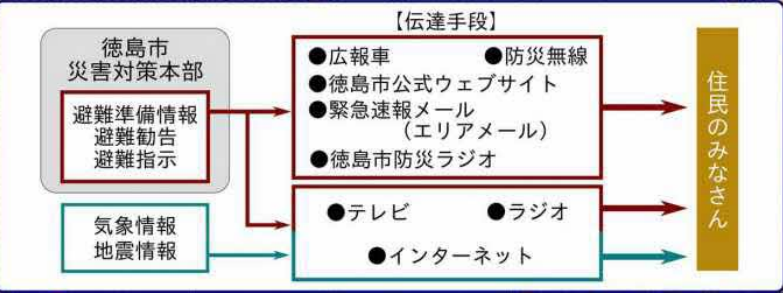 【伝達手段】
徳島市
災害対策本部
避難準備情報
避難勧告
避難指示
気象情報
地震情報
●広報車 ●防災無線
●徳島市公式ウェブサイト
●緊急速報メール
（エリアメール）
●徳島市防災ラジオ
●テレビ ●ラジオ
●インターネット
住民のみなさん